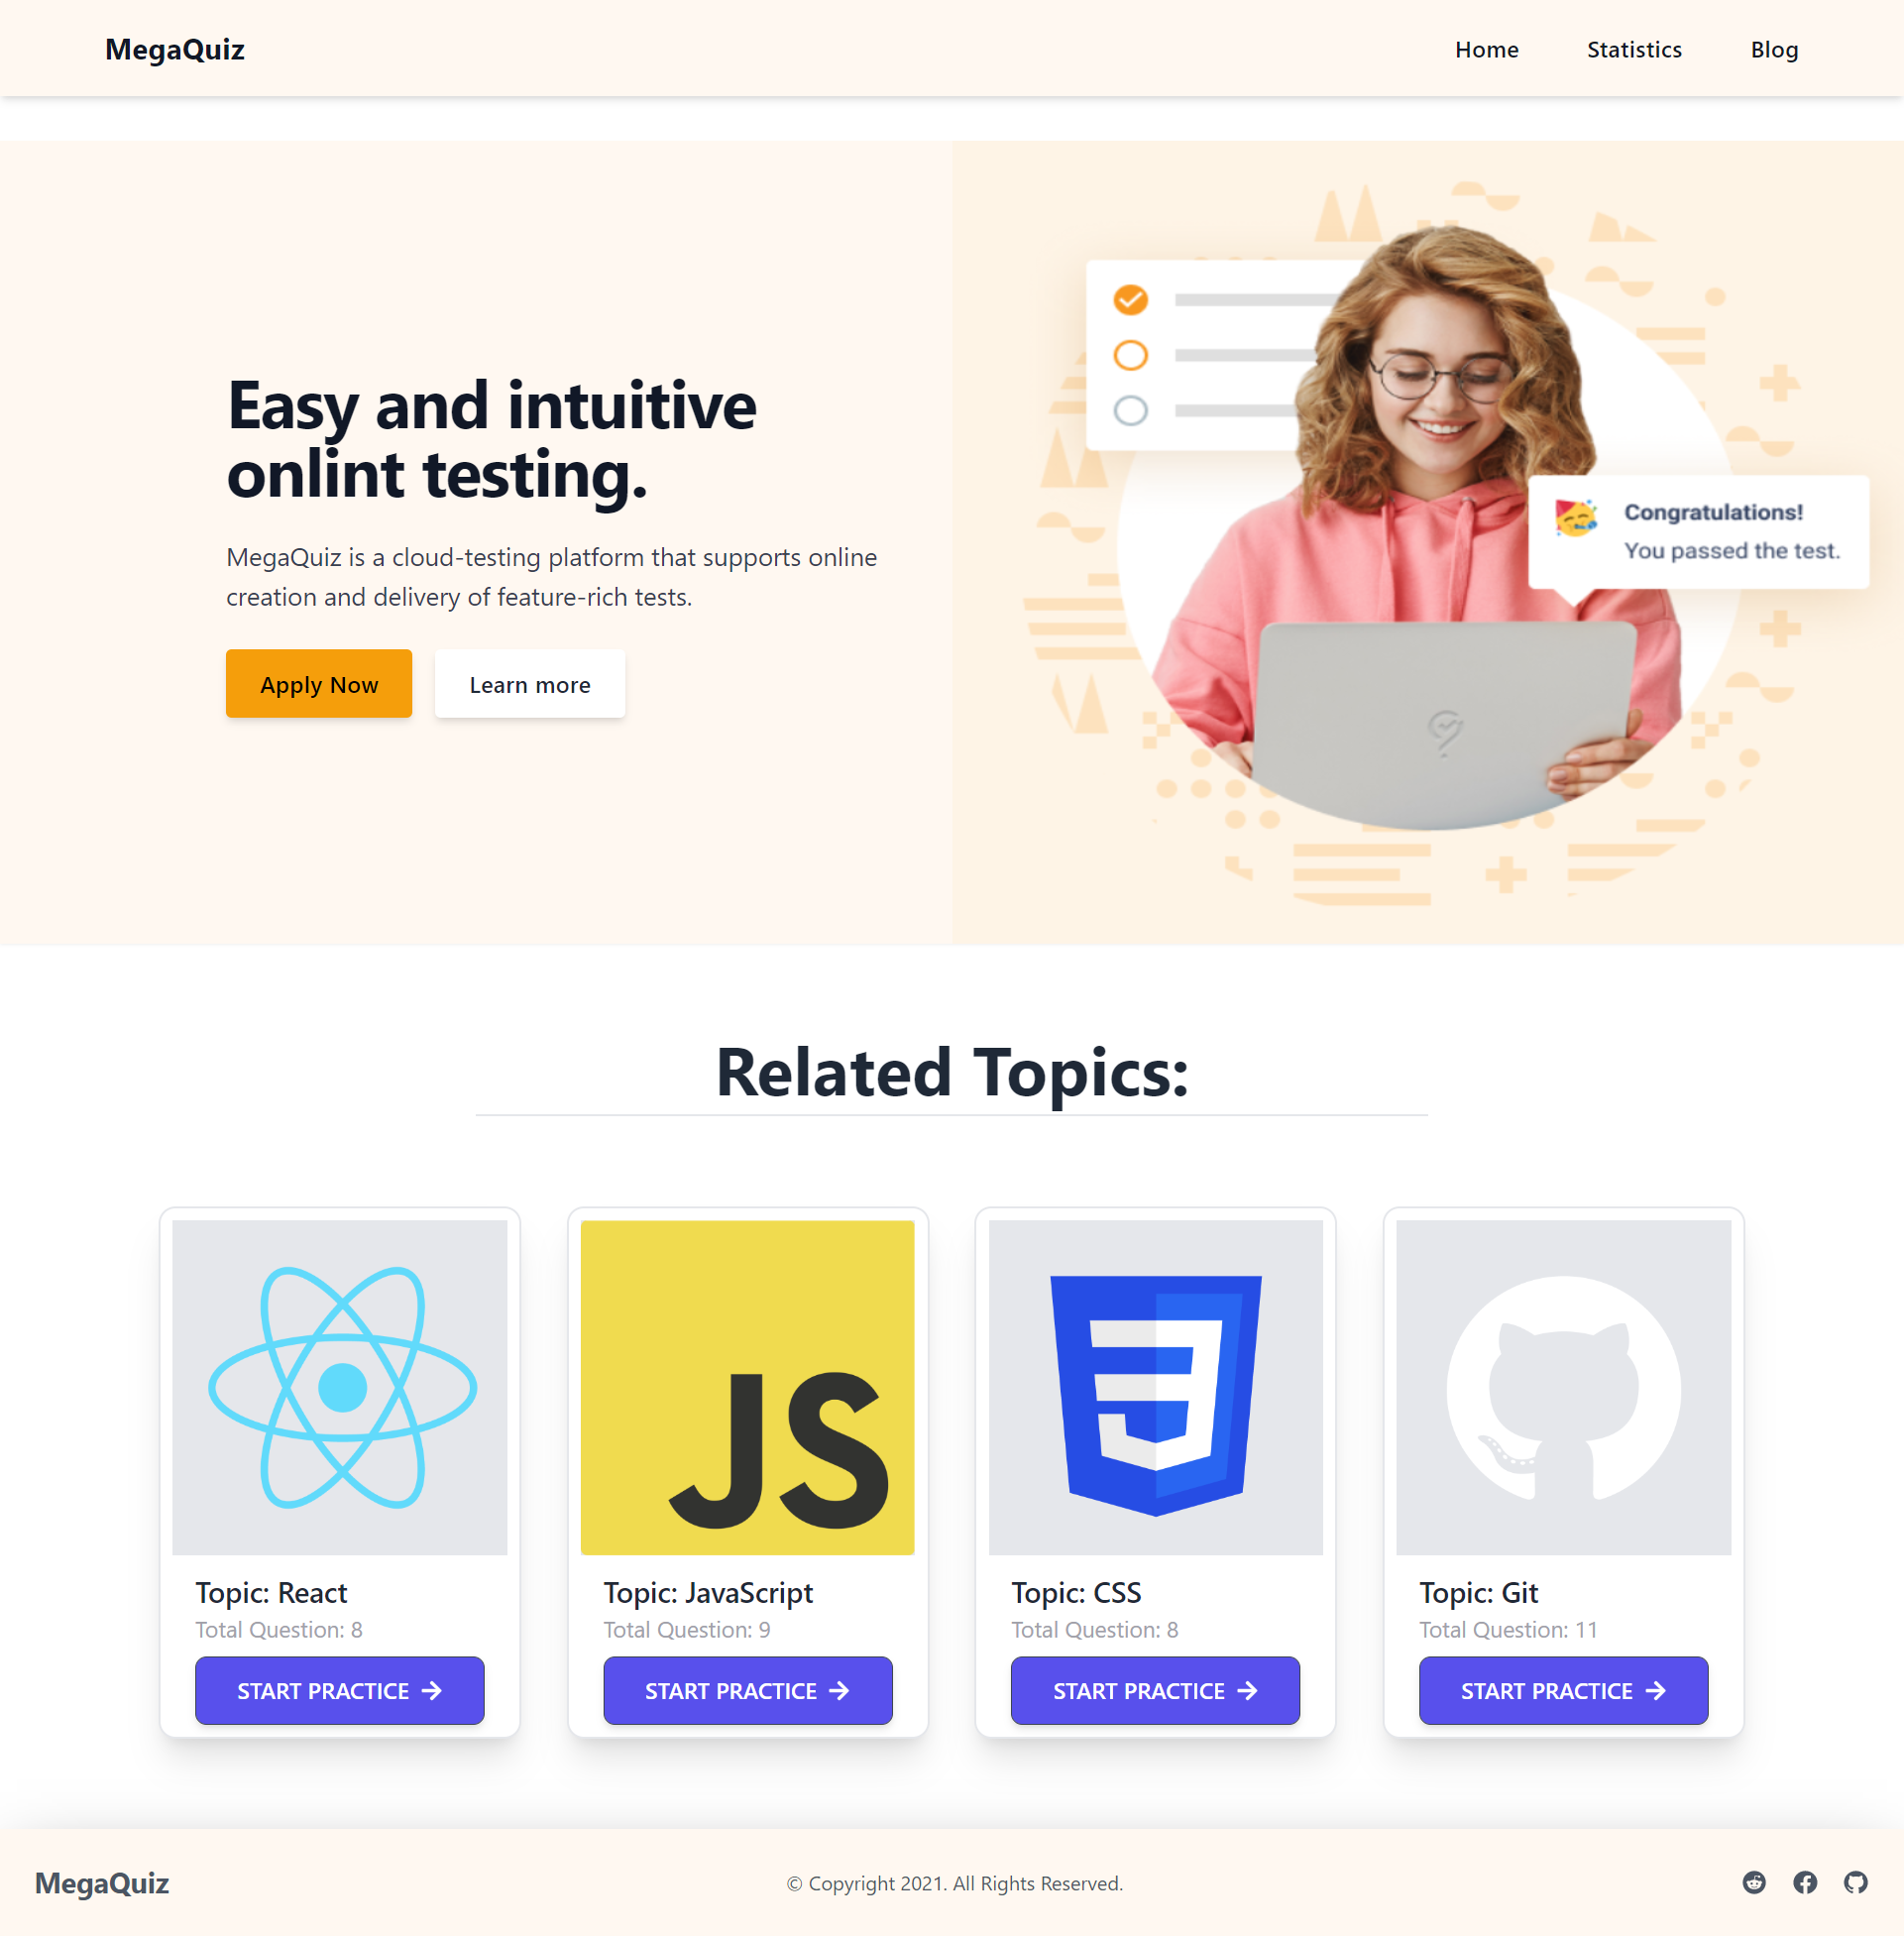 MegaQuiz
Home Statistics Blog
Easy and intuitive
onlint testing.
MegaQuiz is a cloud-testing platform that supports online
creation and delivery of feature-rich tests.
Apply Now Learn more
Congratulations!
You passed the test.
Related Topics:
JS
Topic: React
Total Question: 8
START PRACTICE →
Topic: JavaScript
Total Question: 9
START PRACTICE →
Topic: CSS
Total Question: 8
START PRACTICE →
Topic: Git
Total Question: 11
START PRACTICE →
MegaQuiz
© Copyright 2021. All Rights Reserved.